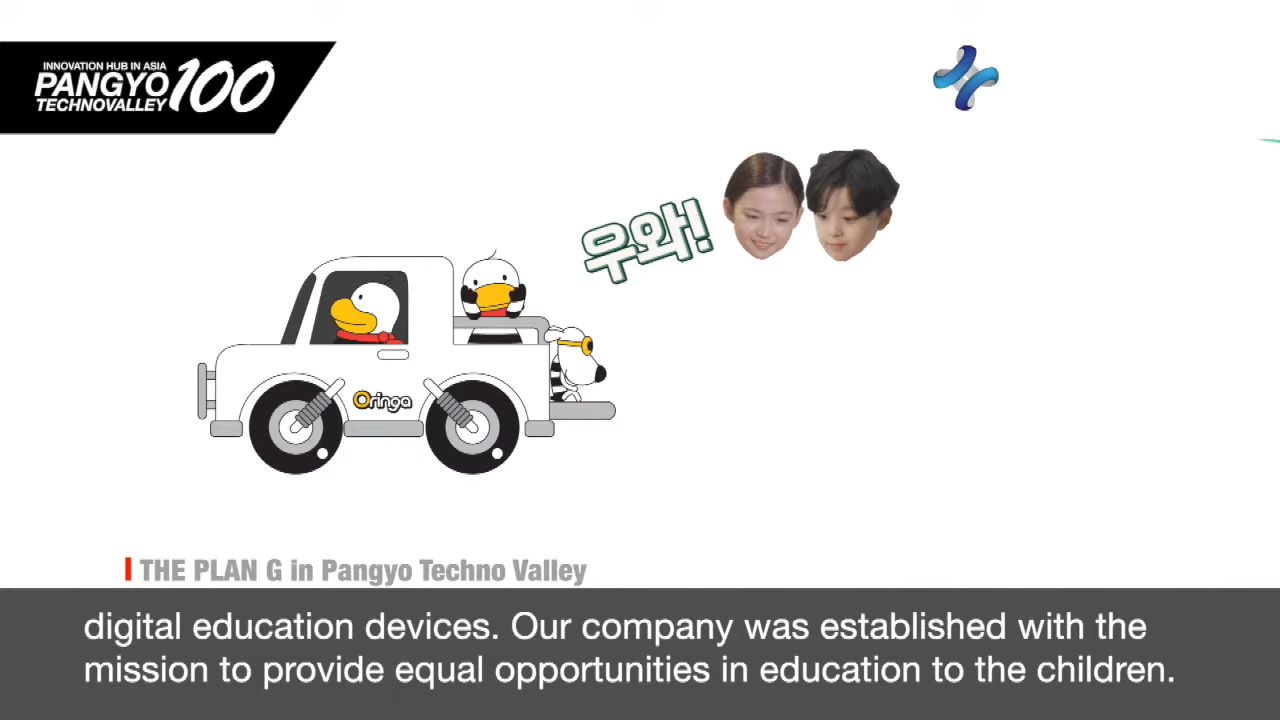 INNOVATION HUB IN ASIA
PANGYO 100
TECHNOVALLEY
우와!
Oringa
THE PLAN G in Pangyo Techno Valley
digital education devices. Our company was established with the
mission to provide equal opportunities in education to the children.